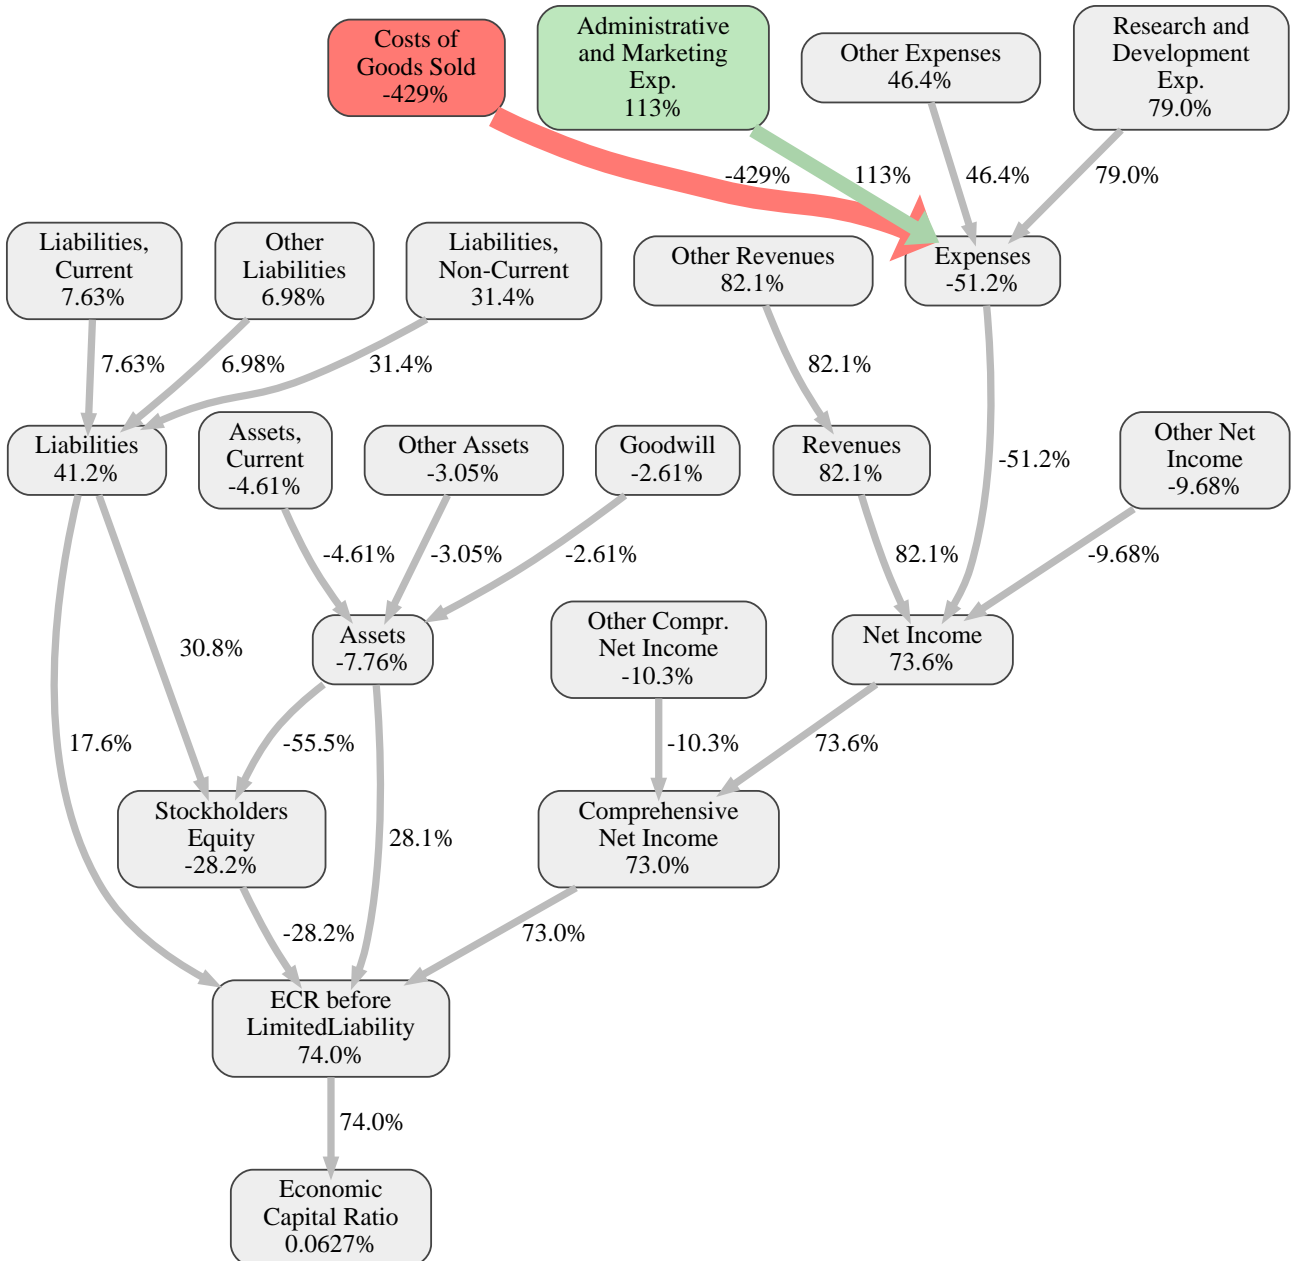 Costs of
Goods Sold
-429%
Administrative
and Marketing
Exp.
113%
Other Expenses
46.4%
Research and
Development
Exp.
79.0%
-429%
113%
46.4%
79.0%
Liabilities,
Current
7.63%
Other
Liabilities
6.98%
Liabilities,
Non-Current
31.4%
Other Revenues
82.1%
Expenses
-51.2%
7.63%
6.98%
31.4%
82.1%
Liabilities
41.2%
Assets,
Current
-4.61%
Other Assets
-3.05%
Goodwill
-2.61%
Revenues
82.1%
-51.2%
Other Net
Income
-9.68%
-4.61%
-3.05%
-2.61%
82.1%
-9.68%
30.8%
Assets
-7.76%
Other Compr.
Net Income
-10.3%
Net Income
73.6%
17.6%
-55.5%
-10.3%
73.6%
Stockholders
Equity
-28.2%
28.1%
Comprehensive
Net Income
73.0%
-28.2%
73.0%
ECR before
LimitedLiability
74.0%
74.0%
Economic
Capital Ratio
0.0627%